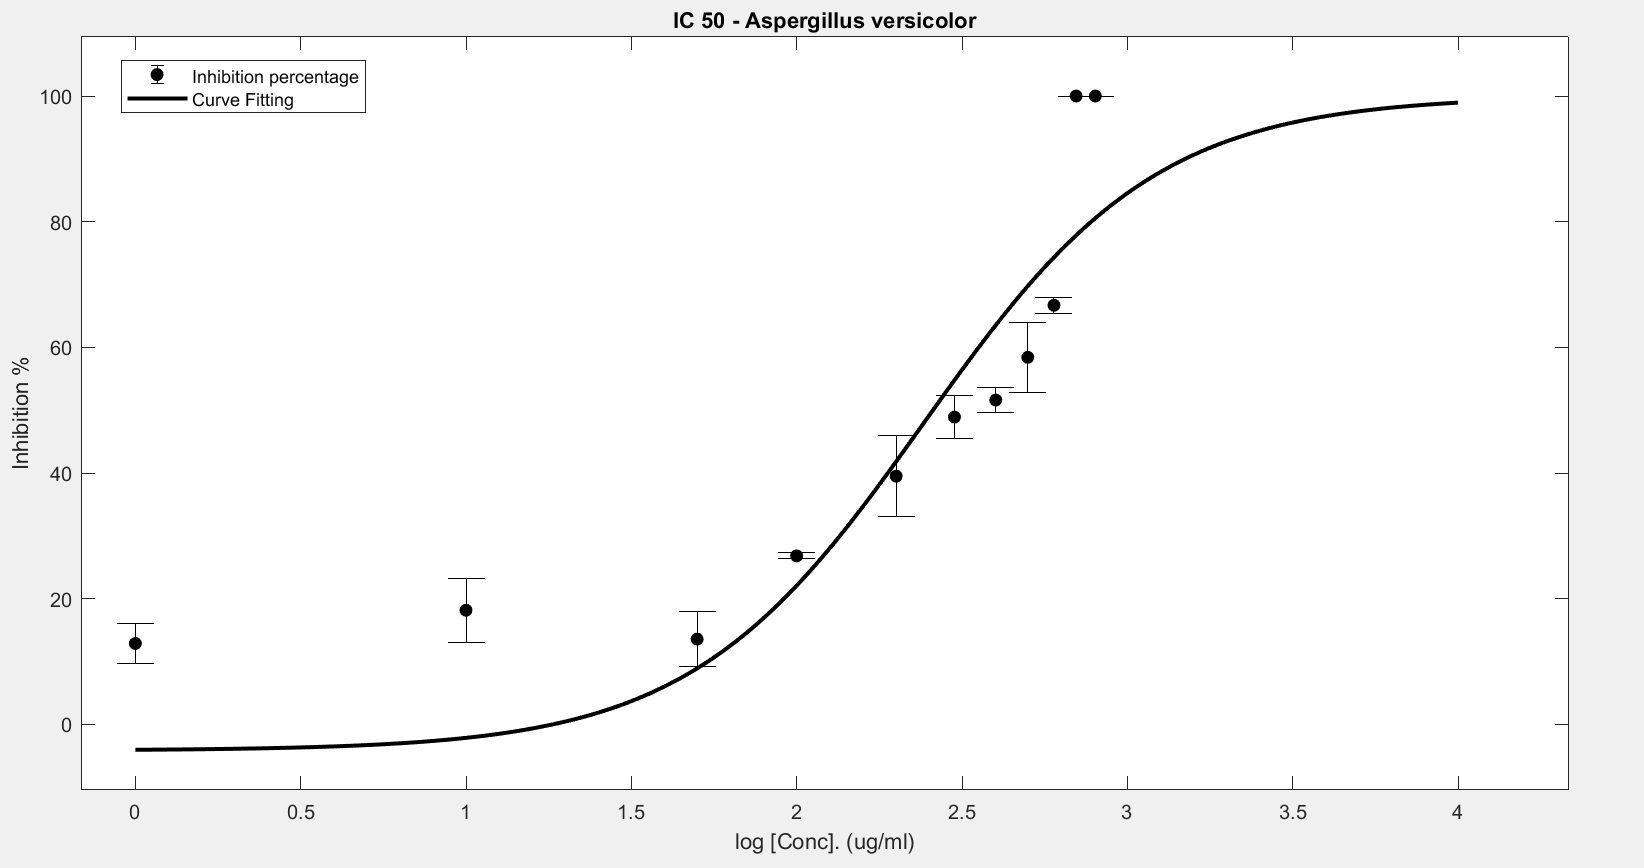 IC 50 - Aspergillus versicolor
Inhibition percentage
Curve Fitting
100
80
60
40
20
0
Inhibition %
0 0.5 1 1.5 2 2.5 3 3.5 4
log [Conc]. (ug/ml)